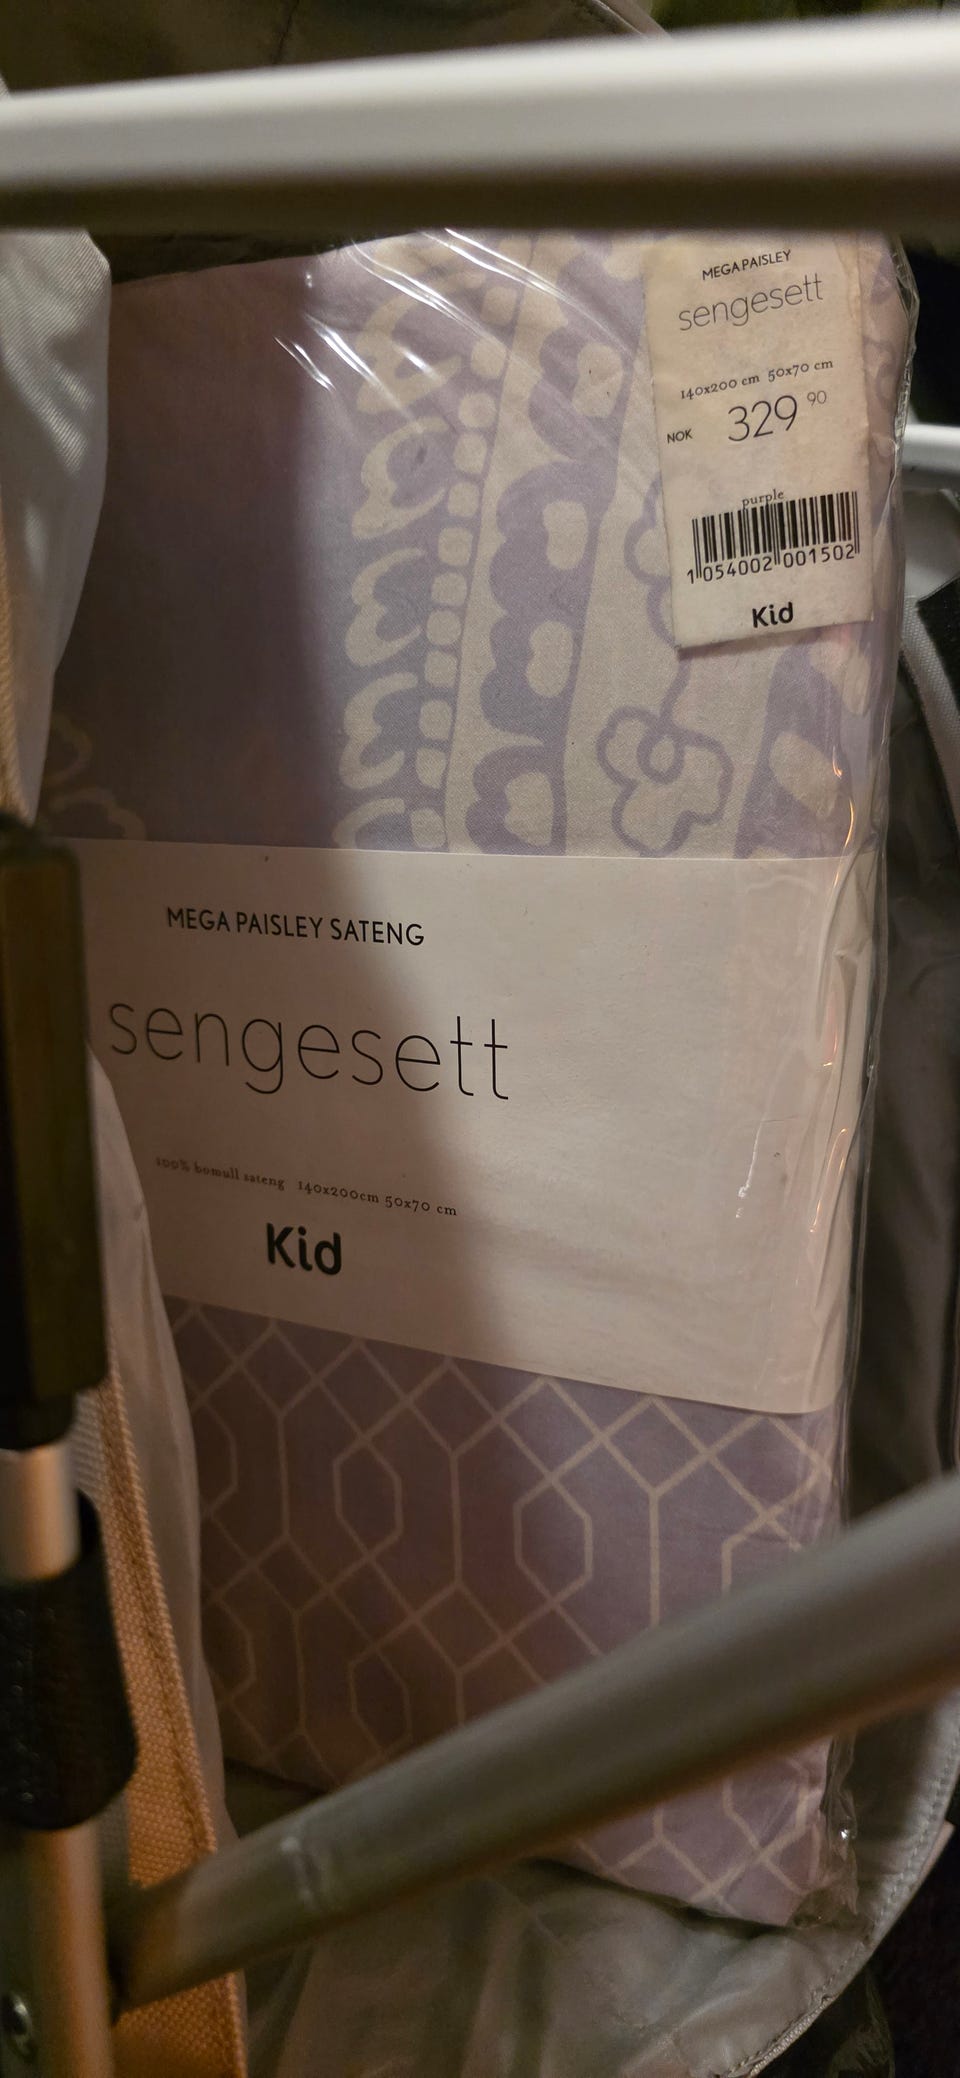 MEGA PAISLEY
sengesett
140x200 cm 50x70 cm
NOK 329 90
purple
1 054002 001502
Kid
MEGA PAISLEY SATENG
sengesett
100% bomull sateng 140x200cm 50x70 cm
Kid